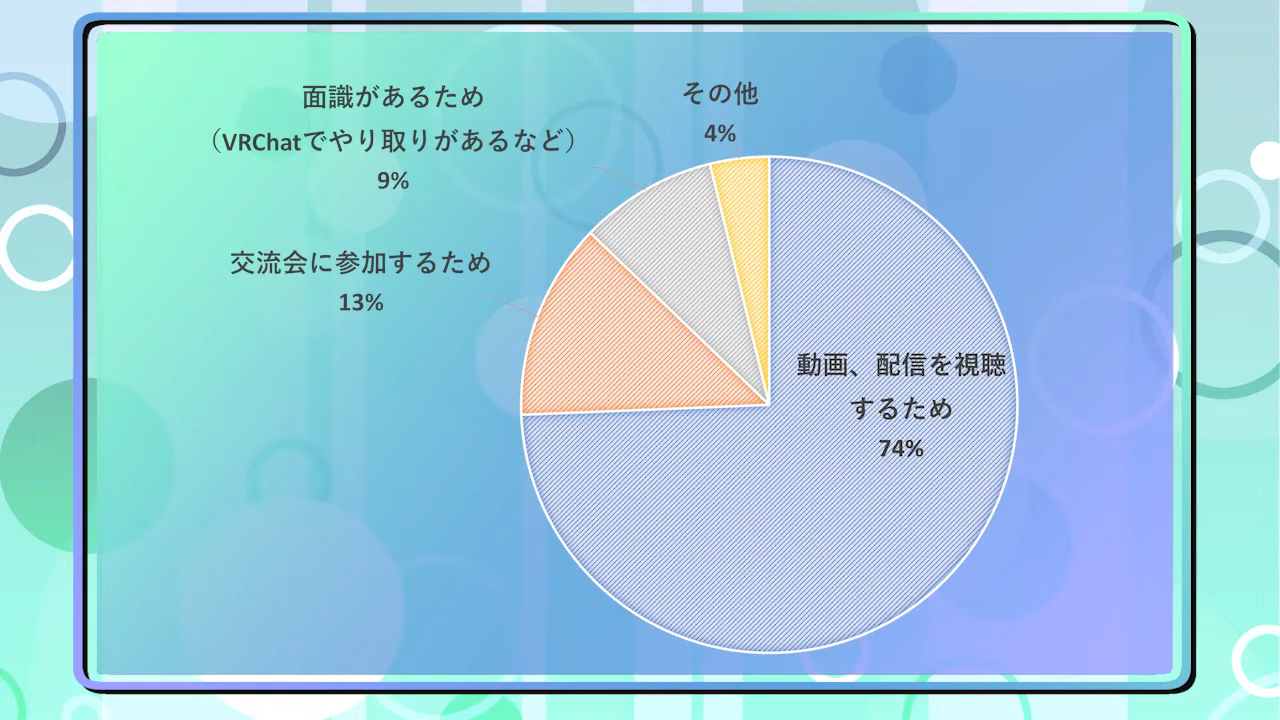 面識があるため
（VRChatでやり取りがあるなど）
9%
その他
4%
交流会に参加するため
13%
動画、配信を視聴
するため
74%